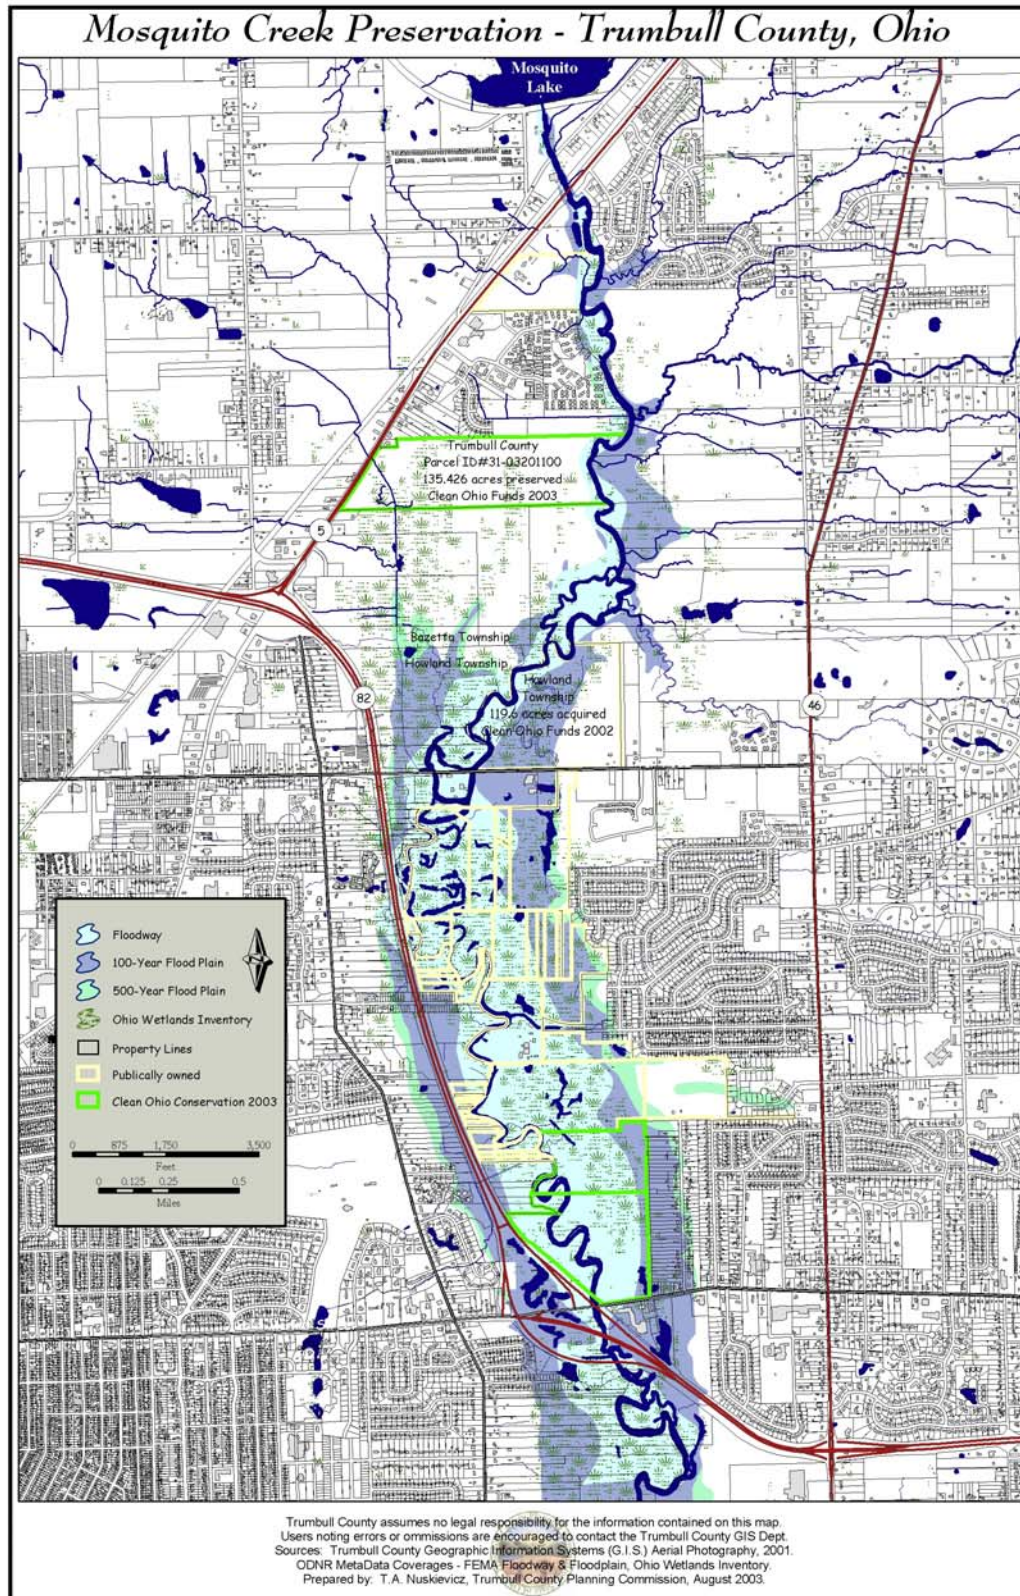 Mosquito Creek Preservation - Trumbull County, Ohio
Mosquito
Lake
Trumbull County
Parcel ID#31-03201100
135.426 acres preserved
Clean Ohio Funds 2003
5
Bazetta Township
Howland Township
Howland
Township
119.6 acres acquired
Clean Ohio Funds 2002
82
46
Floodway
100-Year Flood Plain
500-Year Flood Plain
Ohio Wetlands Inventory
Property Lines
Publically owned
Clean Ohio Conservation 2003
0 875 1,750 3,500
Feet
0 0.125 0.25 0.5
Miles
Trumbull County assumes no legal responsibility for the information contained on this map.
Users noting errors or ommissions are encouraged to contact the Trumbull County GIS Dept.
Sources: Trumbull County Geographic Information Systems (G.I.S.) Aerial Photography, 2001.
ODNR MetaData Coverages - FEMA Floodway & Floodplain, Ohio Wetlands Inventory.
Prepared by: T.A. Nuskievicz, Trumbull County Planning Commission, August 2003.